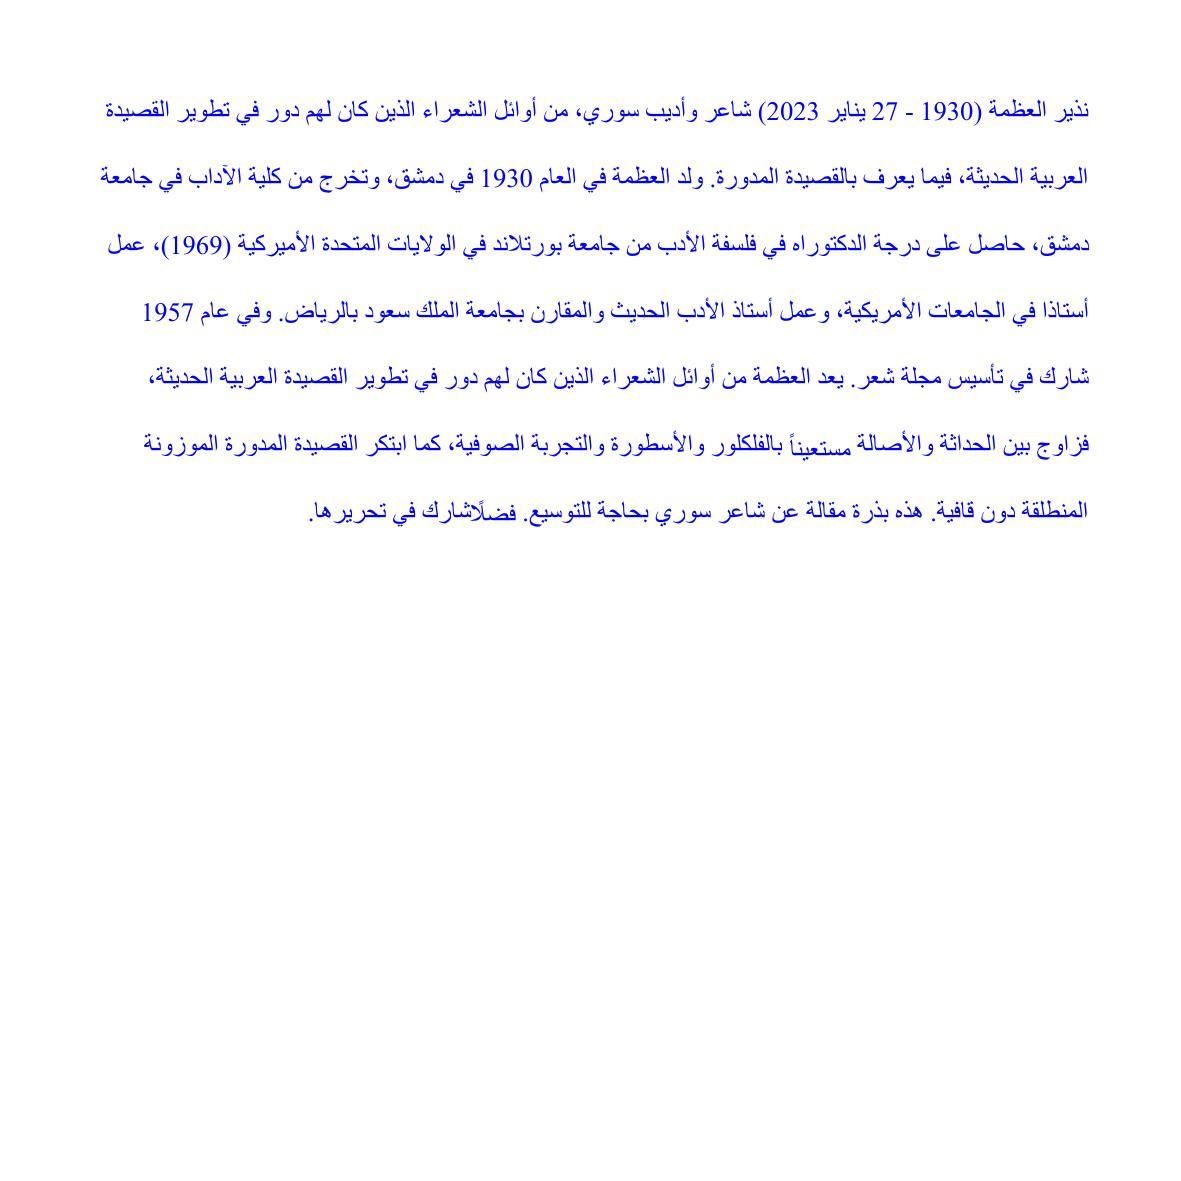 نذير العظمة (1930 - 27 يناير 2023) شاعر وأديب سوري، من أوائل الشعراء الذين كان لهم دور في تطوير القصيدة
العربية الحديثة، فيما يعرف بالقصيدة المدورة. ولد العظمة في العام 1930 في دمشق، وتخرج من كلية الآداب في جامعة
دمشق، حاصل على درجة الدكتوراه في فلسفة الأدب من جامعة بورتلاند في الولايات المتحدة الأميركية (1969)، عمل
أستاذا في الجامعات الأمريكية، وعمل أستاذ الأدب الحديث والمقارن بجامعة الملك سعود بالرياض. وفي عام 1957
شارك في تأسيس مجلة شعر. يعد العظمة من أوائل الشعراء الذين كان لهم دور في تطوير القصيدة العربية الحديثة،
فزاوج بين الحداثة والأصالة مستعيناً بالفلكلور والأسطورة والتجربة الصوفية، كما ابتكر القصيدة المدورة الموزونة
المنطلقة دون قافية. هذه بذرة مقالة عن شاعر سوري بحاجة للتوسيع. فضلًاشارك في تحريرها.